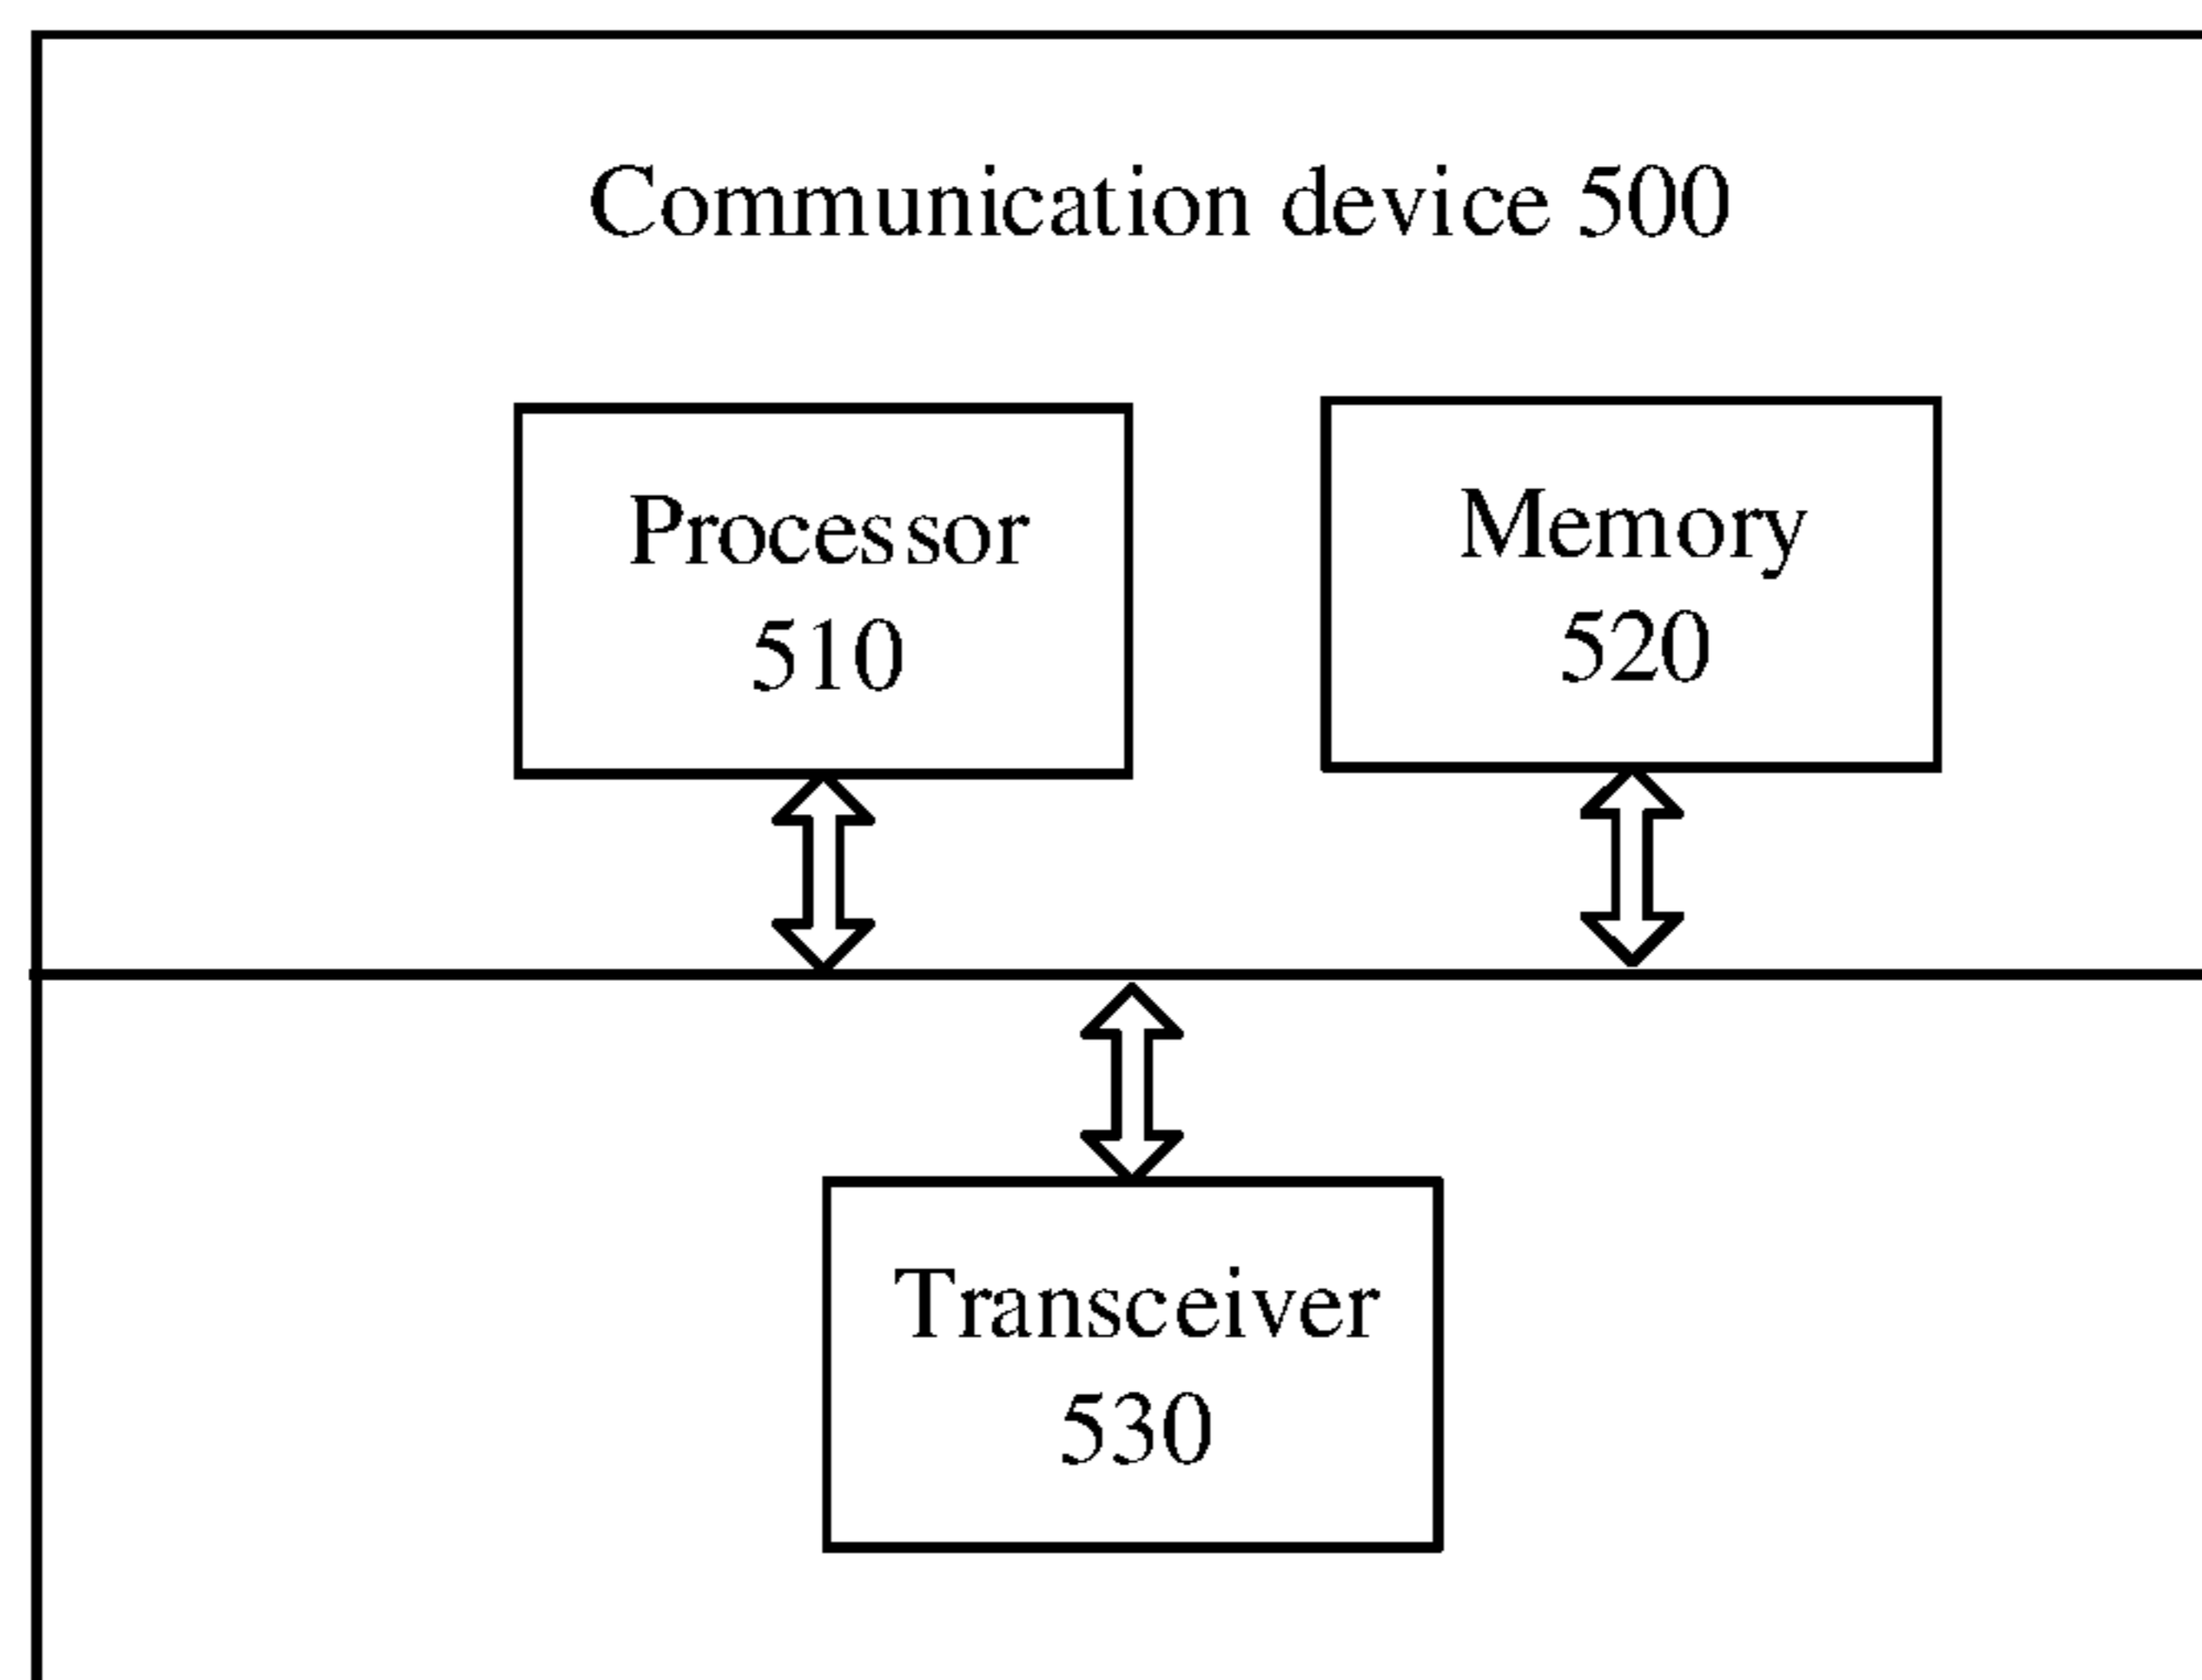 Communication device 500
Processor
510
Memory
520
Transceiver
530